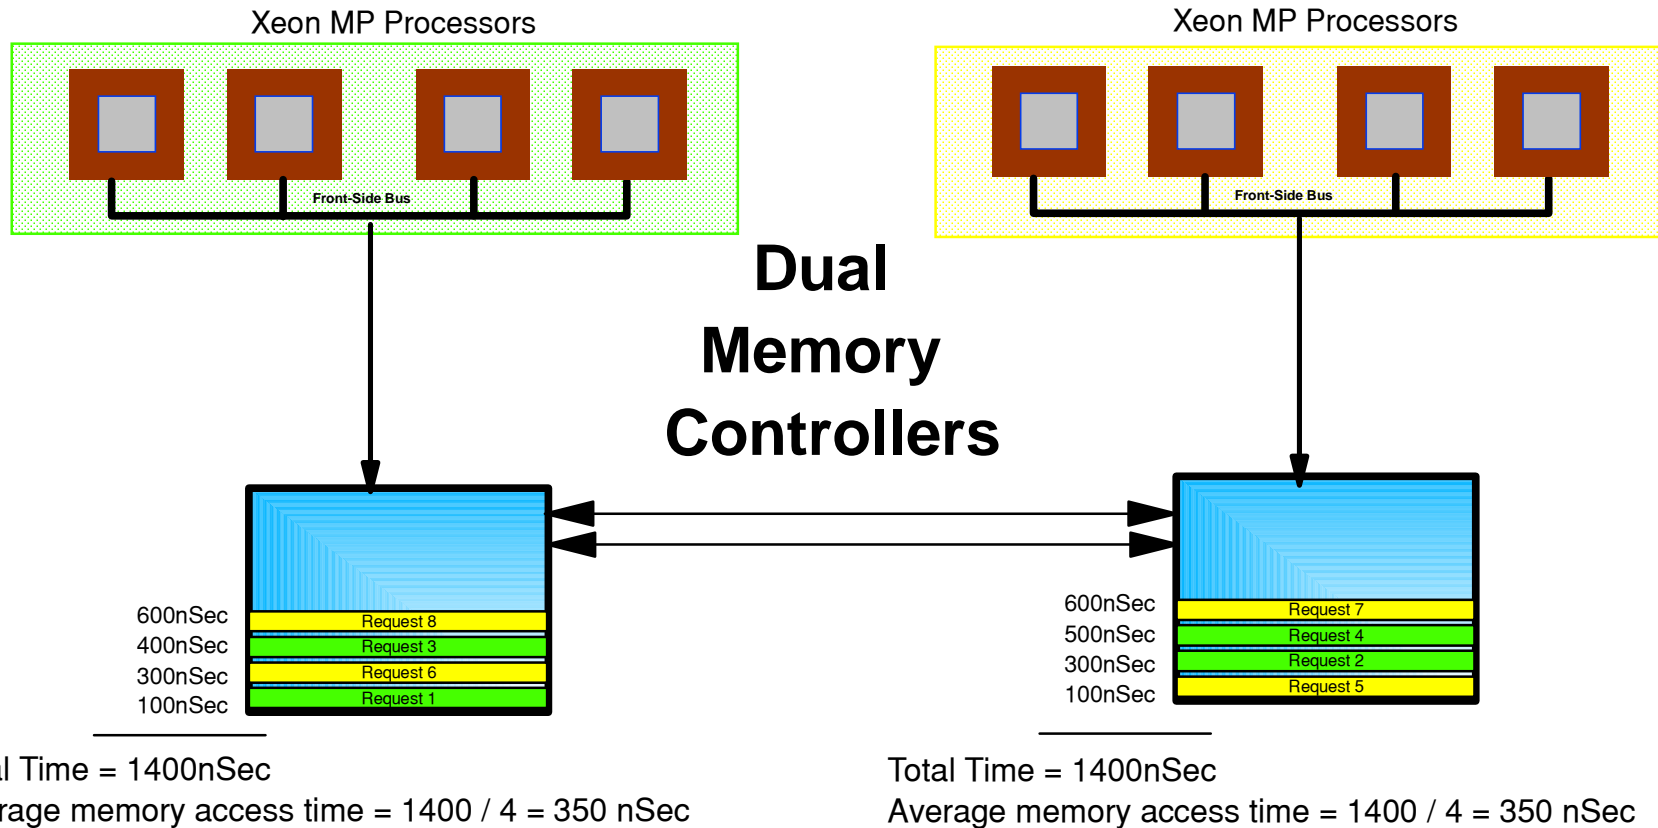 Xeon MP Processors
Front-Side Bus
Xeon MP Processors
Front-Side Bus
Dual
Memory
Controllers
600nSec Request 8
400nSec Request 3
300nSec Request 6
100nSec Request 1
Time = 1400nSec
memory access time = 1400 / 4 = 350 nSec
600nSec Request 7
500nSec Request 4
300nSec Request 2
100nSec Request 5
Total Time = 1400nSec
Average memory access time = 1400 / 4 = 350 nSec